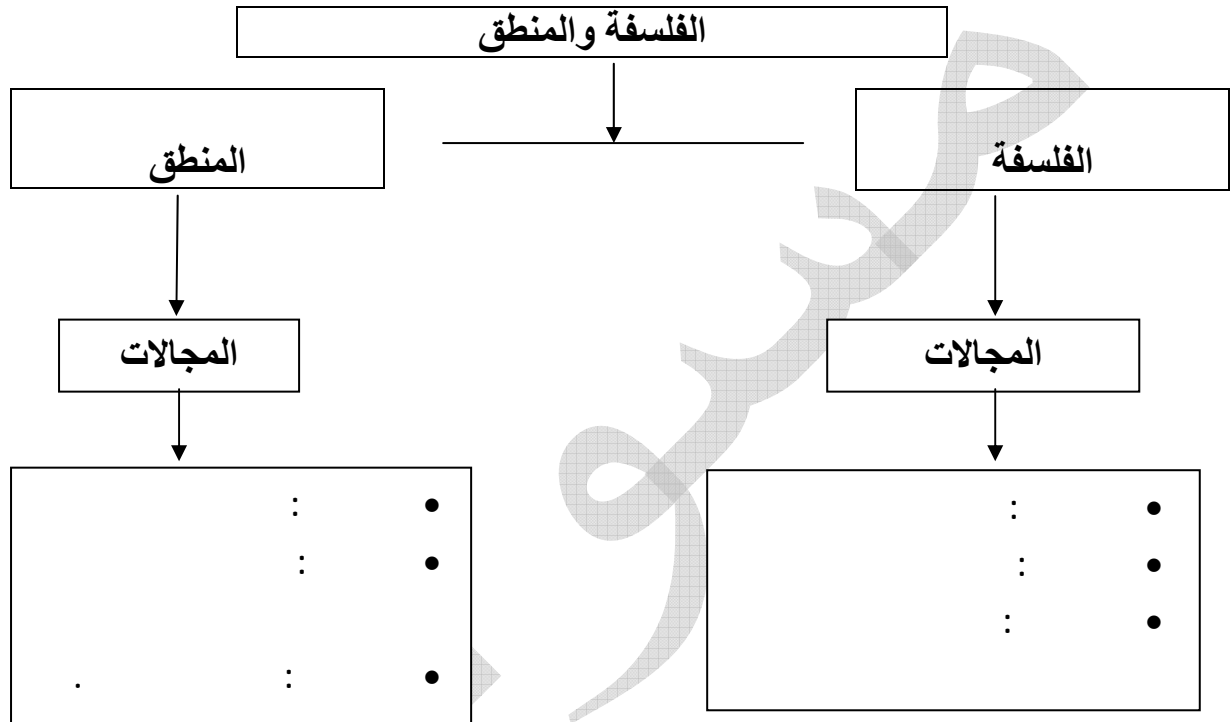 الفلسفة والمنطق
الفلسفة
المنطق
المجالات
المجالات
• :
• :
• :
• :
• :
• : .